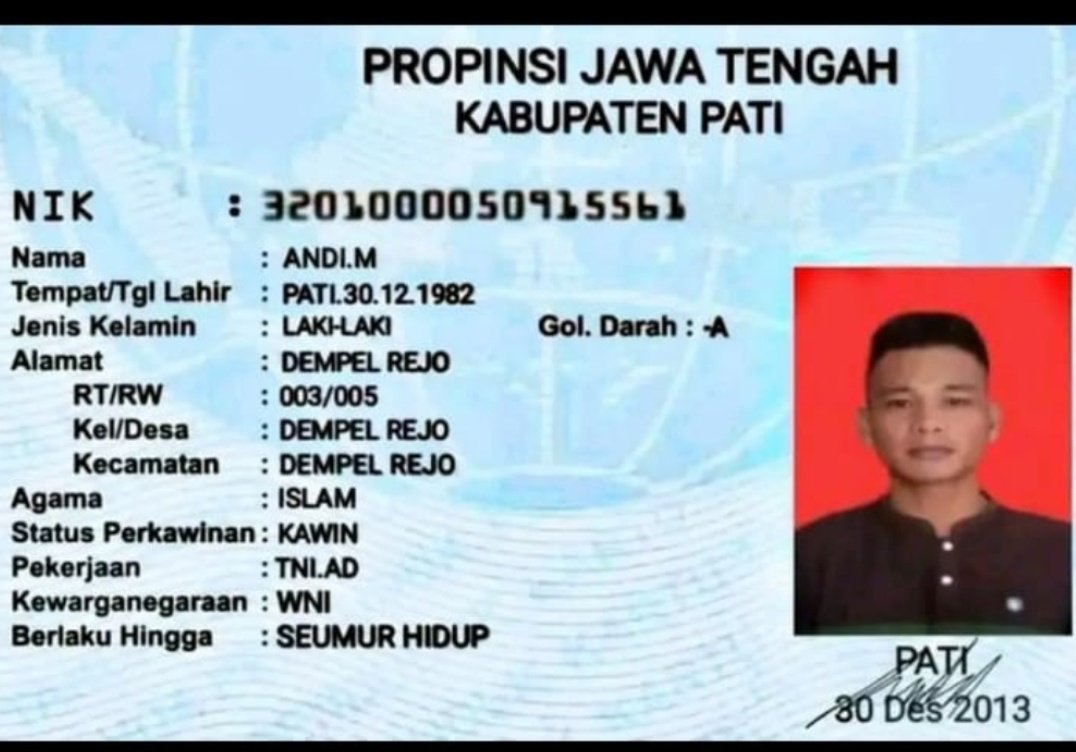 PROPINSI JAWA TENGAH
KABUPATEN PATI
NIK : 3201000050915561
Nama : ANDI.M
Tempat/Tgl Lahir : PATI.30.12.1982
Jenis Kelamin : LAKI-LAKI Gol. Darah : -A
Alamat : DEMPEL REJO
RT/RW : 003/005
Kel/Desa : DEMPEL REJO
Kecamatan : DEMPEL REJO
Agama : ISLAM
Status Perkawinan : KAWIN
Pekerjaan : TNI.AD
Kewarganegaraan : WNI
Berlaku Hingga : SEUMUR HIDUP
PATI
30 Des 2013